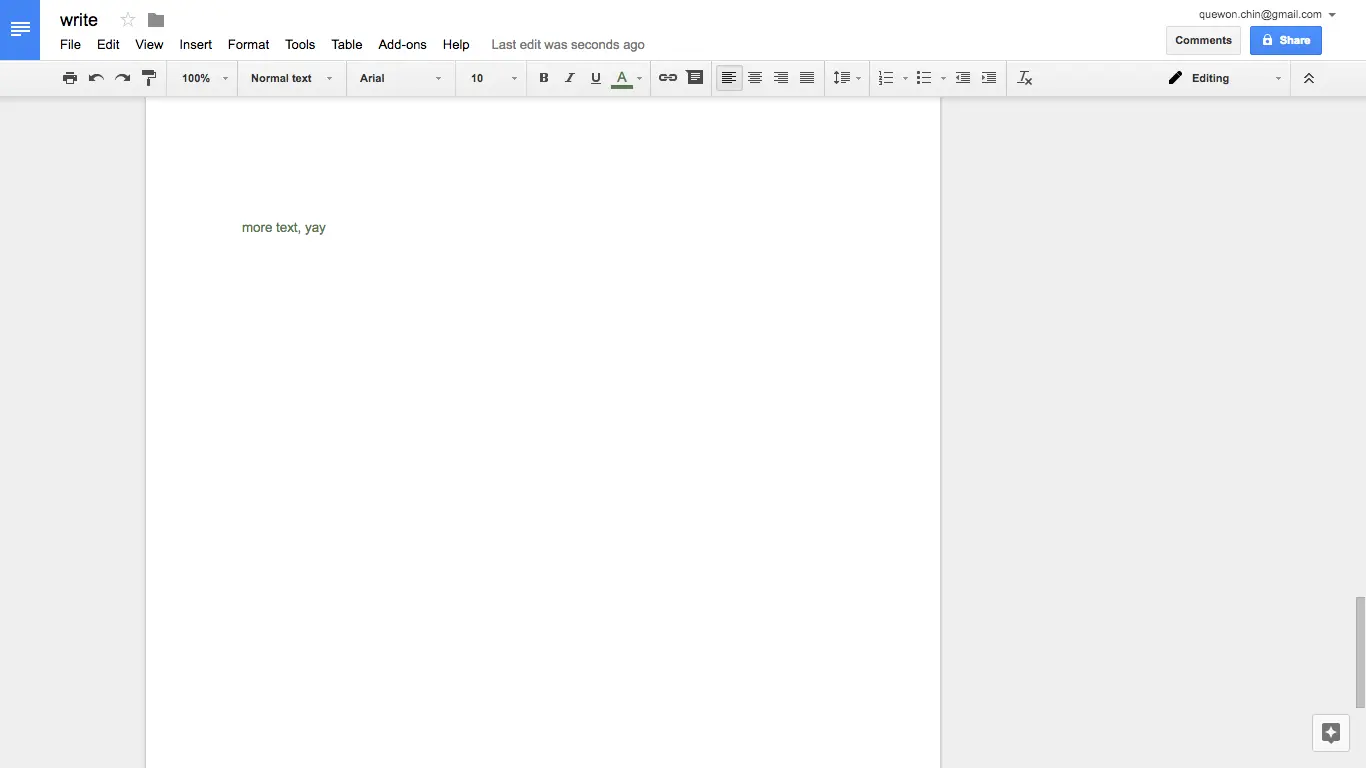 write
quewon.chin@gmail.com
File Edit View Insert Format Tools Table Add-ons Help Last edit was seconds ago
Comments Share
100% Normal text Arial 10 B I U A Editing
more text, yay